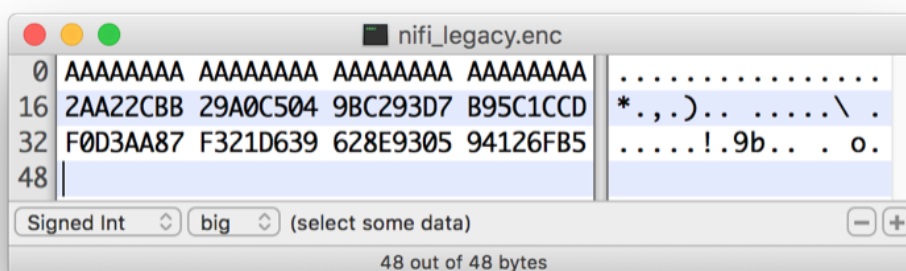 nifi_legacy.enc
0 AAAAAAAA AAAAAAAA AAAAAAAA AAAAAAAA ................
16 2AA22CBB 29A0C504 9BC293D7 B95C1CCD *.,.).. .....\ .
32 F0D3AA87 F321D639 628E9305 94126FB5 .....!.9b.. . o.
48
Signed Int big (select some data) − +
48 out of 48 bytes